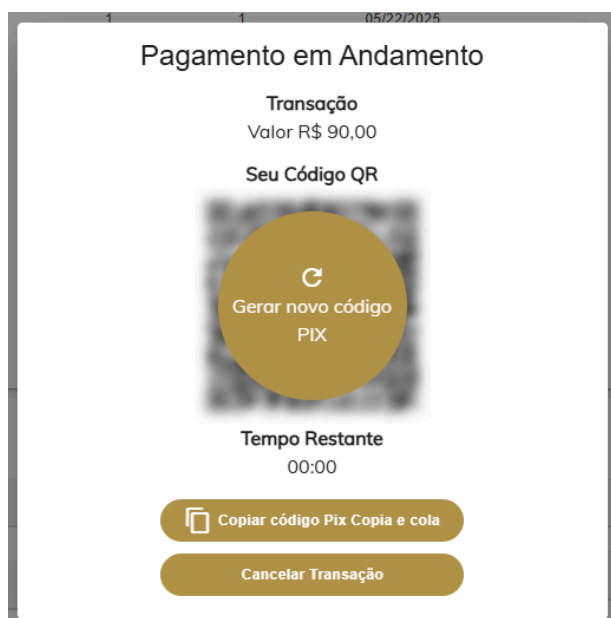 1 1 05/22/2025
Pagamento em Andamento
Transação
Valor R$ 90,00
Seu Código QR
Gerar novo código
PIX
Tempo Restante
00:00
Copiar código Pix Copia e cola
Cancelar Transação